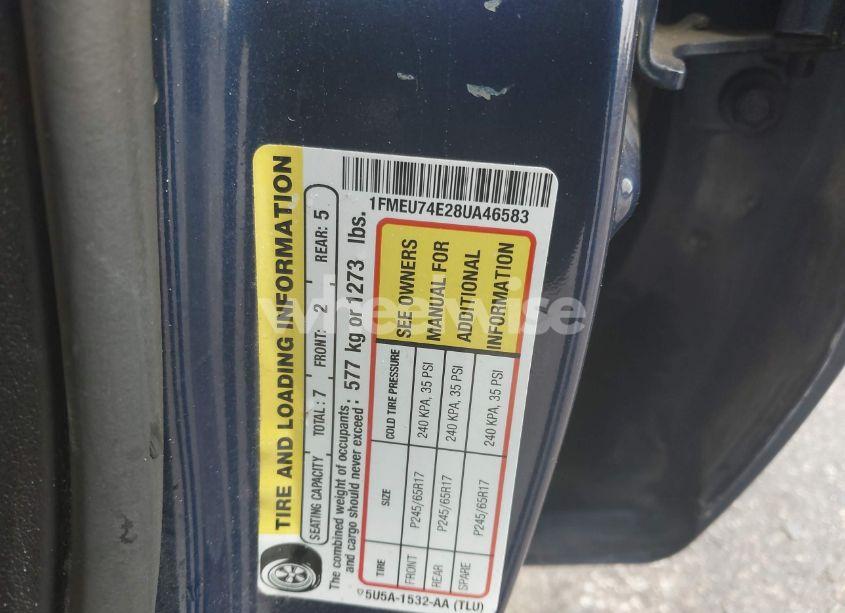 TIRE AND LOADING INFORMATION
SEATING CAPACITY TOTAL: 7 FRONT: 2 REAR: 5
The combined weight of occupants
and cargo should never exceed: 577 kg or 1273 lbs.
1FMEU74E28UA46583
TIRE SIZE COLD TIRE PRESSURE
FRONT P245/65R17 240 KPA, 35 PSI
REAR P245/65R17 240 KPA, 35 PSI
SPARE P245/65R17 240 KPA, 35 PSI
SEE OWNERS
MANUAL FOR
ADDITIONAL
INFORMATION
5U5A-1532-AA (TLU)
wheelwise